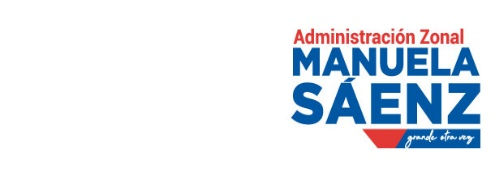 Administración Zonal
MANUELA
SÁENZ
grande otra vez